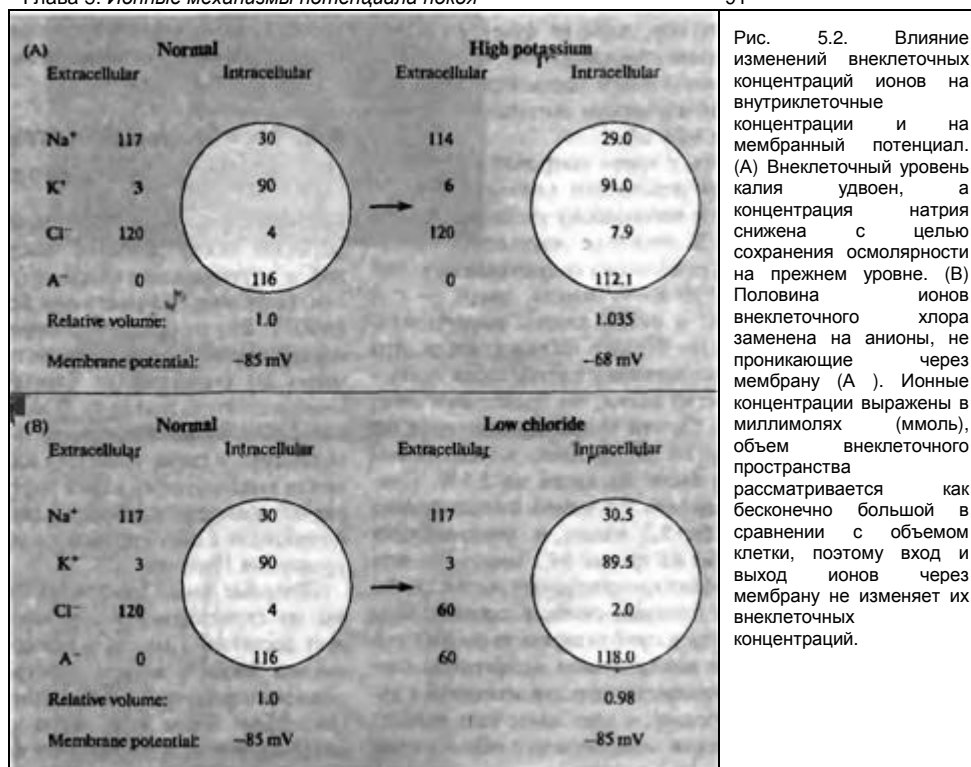 Глава 5. Ионные механизмы потенциала покоя 91
(A) Normal High potassium
Extracellular Intracellular Extracellular Intracellular
Na⁺ 117 30 114 29.0
K⁺ 3 90 6 91.0
Cl⁻ 120 4 120 7.9
A⁻ 0 116 0 112.1
Relative volume: 1.0 1.035
Membrane potential: −85 mV −68 mV
(B) Normal Low chloride
Extracellular Intracellular Extracellular Intracellular
Na⁺ 117 30 117 30.5
K⁺ 3 90 3 89.5
Cl⁻ 120 4 60 2.0
A⁻ 0 116 60 118.0
Relative volume: 1.0 0.98
Membrane potential: −85 mV −85 mV
Рис. 5.2. Влияние
изменений внеклеточных
концентраций ионов на
внутриклеточные
концентрации и на
мембранный потенциал.
(A) Внеклеточный уровень
калия удвоен, а
концентрация натрия
снижена с целью
сохранения осмолярности
на прежнем уровне. (B)
Половина ионов
внеклеточного хлора
заменена на анионы, не
проникающие через
мембрану (A ). Ионные
концентрации выражены в
миллимолях (ммоль),
объем внеклеточного
пространства
рассматривается как
бесконечно большой в
сравнении с объемом
клетки, поэтому вход и
выход ионов через
мембрану не изменяет их
внеклеточных
концентраций.